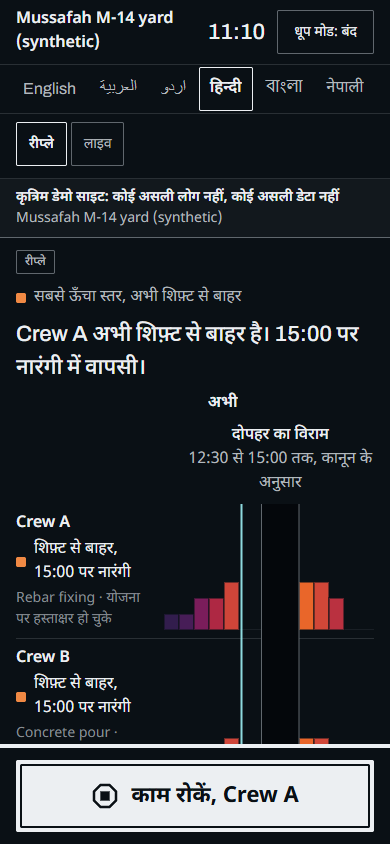 Mussafah M-14 yard
(synthetic)
11:10
धूप मोड: बंद
English
العربية
اردو
हिन्दी
বাংলা
नेपाली
रीप्ले
लाइव
कृत्रिम डेमो साइट: कोई असली लोग नहीं, कोई असली डेटा नहीं
Mussafah M-14 yard (synthetic)
रीप्ले
सबसे ऊँचा स्तर, अभी शिफ़्ट से बाहर
Crew A अभी शिफ़्ट से बाहर है। 15:00 पर
नारंगी में वापसी।
अभी
दोपहर का विराम
12:30 से 15:00 तक, कानून के
अनुसार
Crew A
शिफ़्ट से बाहर,
15:00 पर नारंगी
Rebar fixing · योजना
पर हस्ताक्षर हो चुके
Crew B
शिफ़्ट से बाहर,
15:00 पर नारंगी
Concrete pour ·
काम रोकें, Crew A